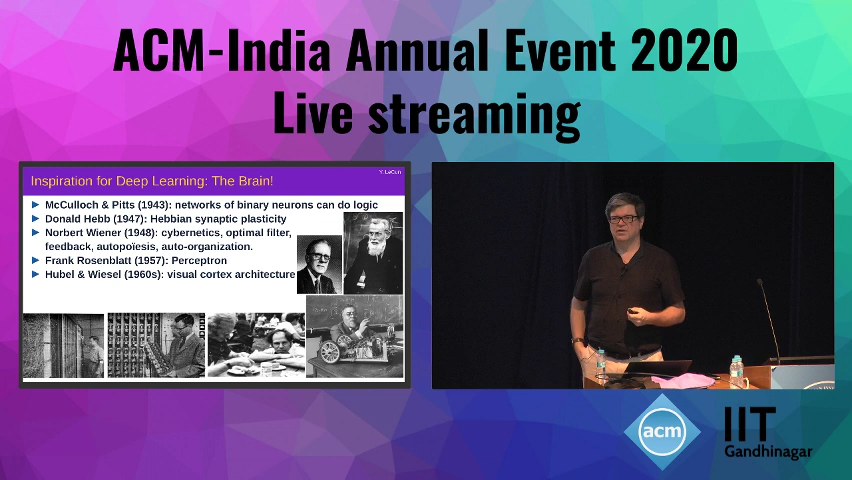 ACM-India Annual Event 2020
Live streaming
Y. LeCun
Inspiration for Deep Learning: The Brain!
McCulloch & Pitts (1943): networks of binary neurons can do logic
Donald Hebb (1947): Hebbian synaptic plasticity
Norbert Wiener (1948): cybernetics, optimal filter,
feedback, autopoïesis, auto-organization.
Frank Rosenblatt (1957): Perceptron
Hubel & Wiesel (1960s): visual cortex architecture
acm
IIT
Gandhinagar